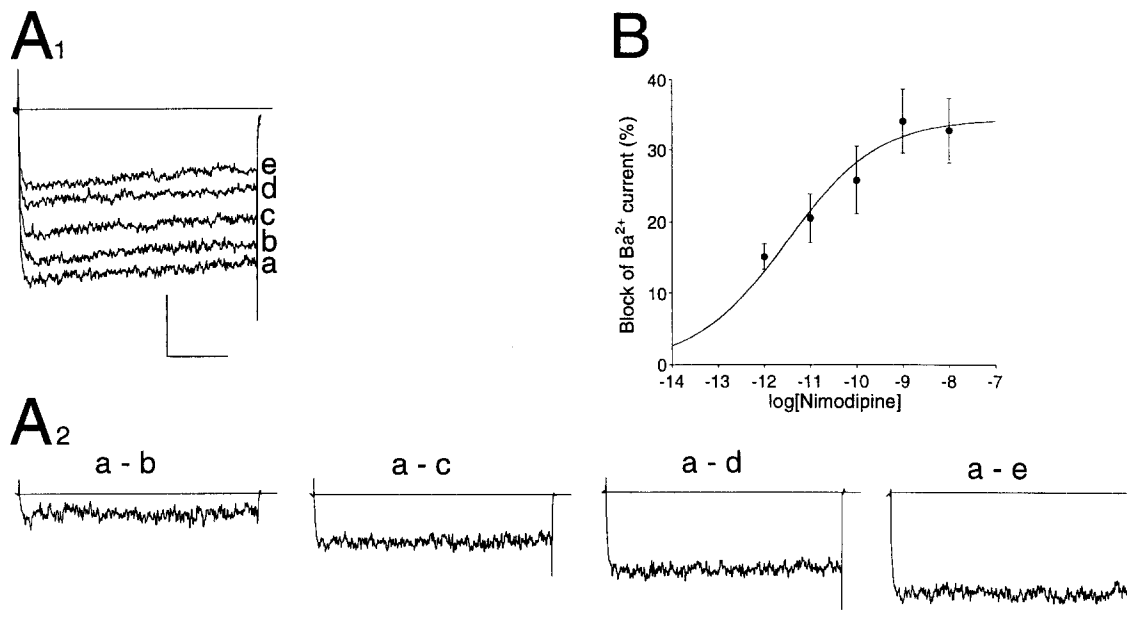 A1
e
d
c
b
a
B
Block of Ba2+ current (%)
40
30
20
10
0
-14 -13 -12 -11 -10 -9 -8 -7
log[Nimodipine]
A2
a - b
a - c
a - d
a - e